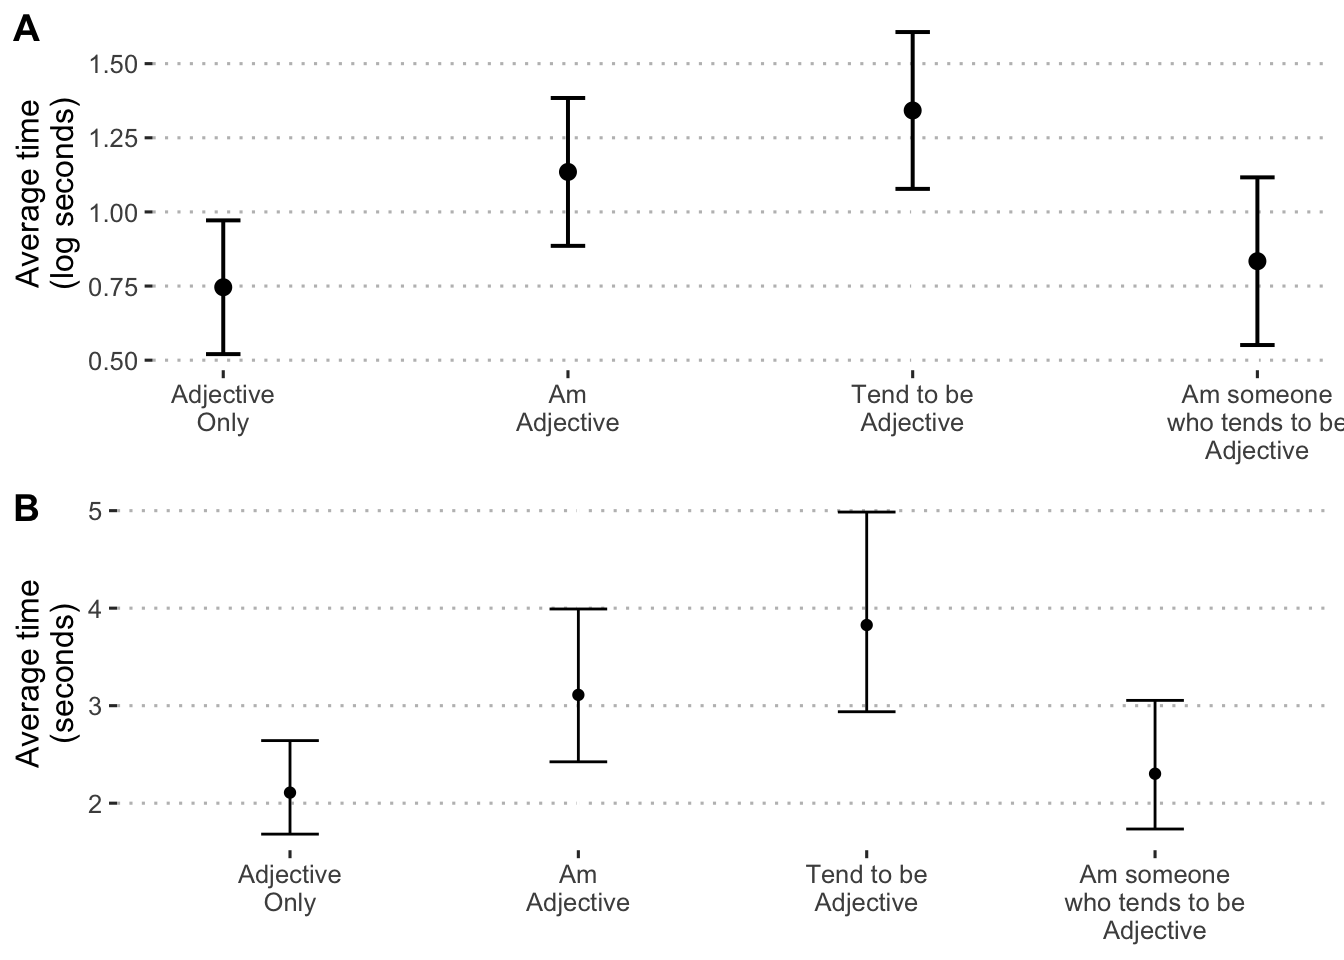 A
Average time
(log seconds)
1.50
1.25
1.00
0.75
0.50
Adjective
Only
Am
Adjective
Tend to be
Adjective
Am someone
who tends to be
Adjective
B
Average time
(seconds)
5
4
3
2
Adjective
Only
Am
Adjective
Tend to be
Adjective
Am someone
who tends to be
Adjective